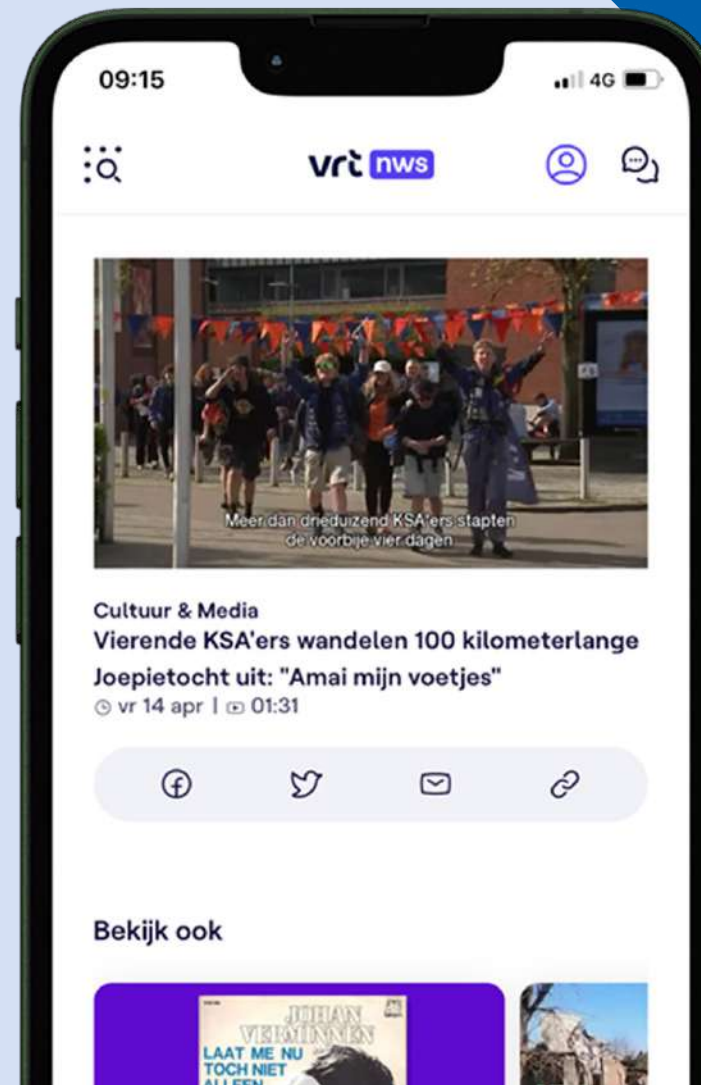 09:15
4G
vrt nws
Meer dan drieduizend KSA'ers stapten
de voorbije vier dagen
Cultuur & Media
Vierende KSA'ers wandelen 100 kilometerlange
Joepietocht uit: "Amai mijn voetjes"
vr 14 apr | 01:31
Bekijk ook
JOHAN
VERMINNEN
LAAT ME NU
TOCH NIET
ALLEEN